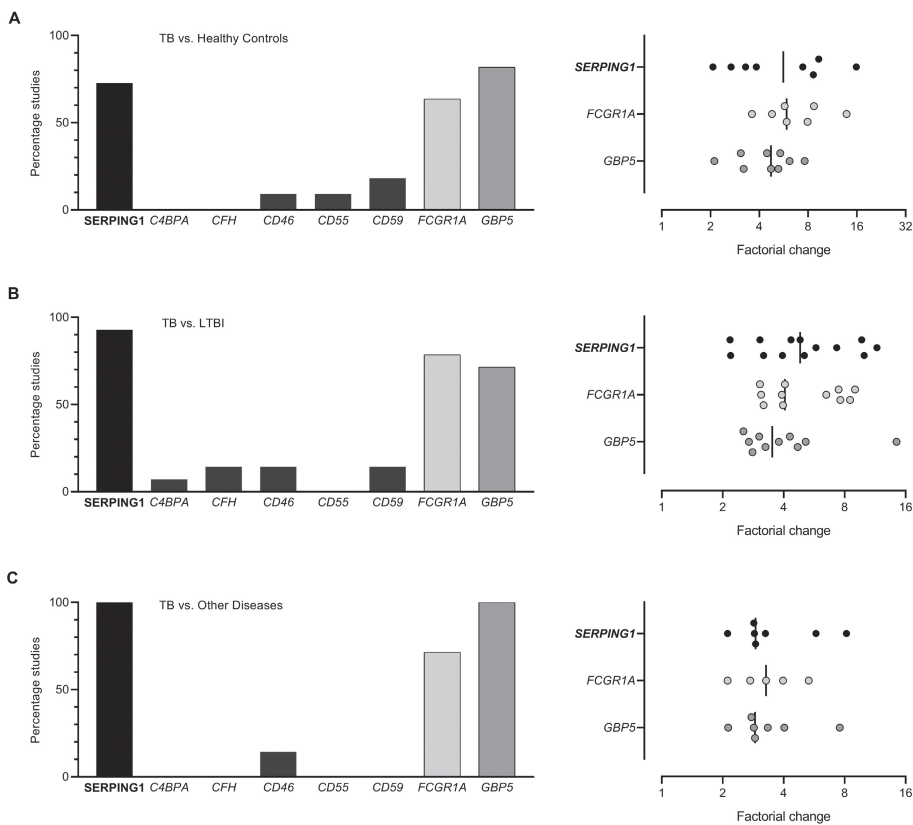 A
TB vs. Healthy Controls
Percentage studies
100
50
0
SERPING1 C4BPA CFH CD46 CD55 CD59 FCGR1A GBP5
SERPING1
FCGR1A
GBP5
1 2 4 8 16 32
Factorial change
B
TB vs. LTBI
Percentage studies
100
50
0
SERPING1 C4BPA CFH CD46 CD55 CD59 FCGR1A GBP5
SERPING1
FCGR1A
GBP5
1 2 4 8 16
Factorial change
C
TB vs. Other Diseases
Percentage studies
100
50
0
SERPING1 C4BPA CFH CD46 CD55 CD59 FCGR1A GBP5
SERPING1
FCGR1A
GBP5
1 2 4 8 16
Factorial change